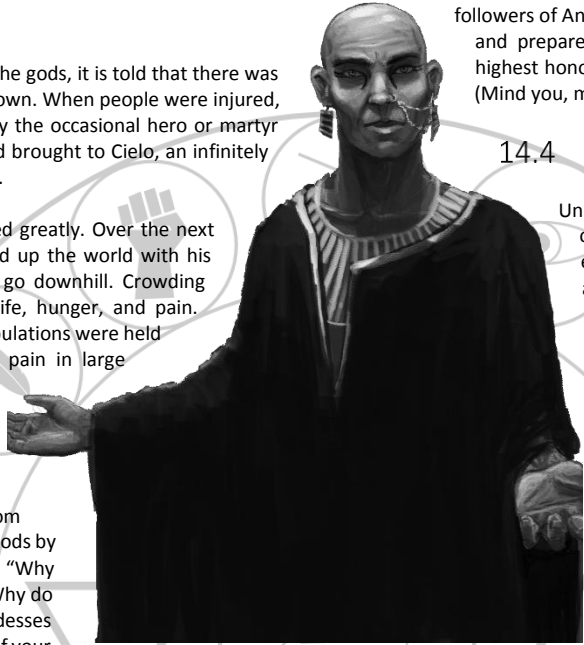 he gods, it is told that there was
own. When people were injured,
y the occasional hero or martyr
d brought to Cielo, an infinitely
ed greatly. Over the next
d up the world with his
go downhill. Crowding
ife, hunger, and pain.
pulations were held
pain in large
om
ods by
“Why
Why do
desses
f your
followers of An
and prepare
highest hono
(Mind you, m
14.4
Un